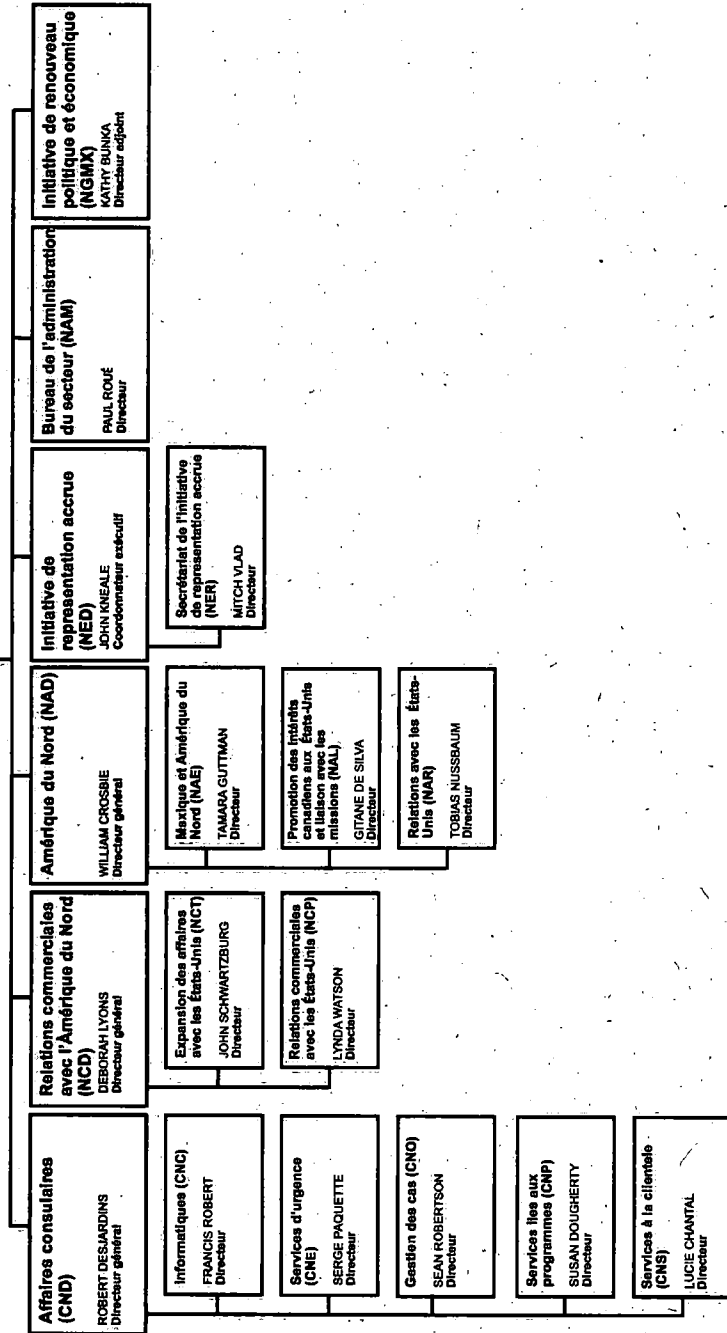 Affaires consulaires
(CND)
ROBERT DESJARDINS
Directeur général
Informatiques (CNC)
FRANCIS ROBERT
Directeur
Services d'urgence
(CNE)
SERGE PAQUETTE
Directeur
Gestion des cas (CNO)
SEAN ROBERTSON
Directeur
Services lies aux
programmes (CNP)
SUSAN DOUGHERTY
Directeur
Services à la clientele
(CNS)
LUCIE CHANTAL
Directeur
Relations commerciales
avec l'Amérique du Nord
(NCD)
DEBORAH LYONS
Directeur général
Expansion des affaires
avec les États-Unis (NCT)
JOHN SCHWARTZBURG
Directeur
Relations commerciales
avec les États-Unis (NCP)
LYNDA WATSON
Directeur
Amérique du Nord (NAD)
WILLIAM CROSBIE
Directeur général
Mexique et Amérique du
Nord (NAE)
TAMARA GUTTMAN
Directeur
Promotion des intérêts
canadiens aux États-Unis
et liaison avec les
missions (NAL)
GITANE DE SILVA
Directeur
Relations avec les États-
Unis (NAR)
TOBIAS NUSSBAUM
Directeur
Initiative de
representation accrue
(NED)
JOHN KNEALE
Coordonnateur exécutif
Secrétariat de l'Initiative
de representation accrue
(NER)
MITCH VLAD
Directeur
Bureau de l'administration
du secteur (NAM)
PAUL ROUÉ
Directeur
Initiative de renouveau
politique et économique
(NGMX)
KATHY BUNKA
Directeur adjoint